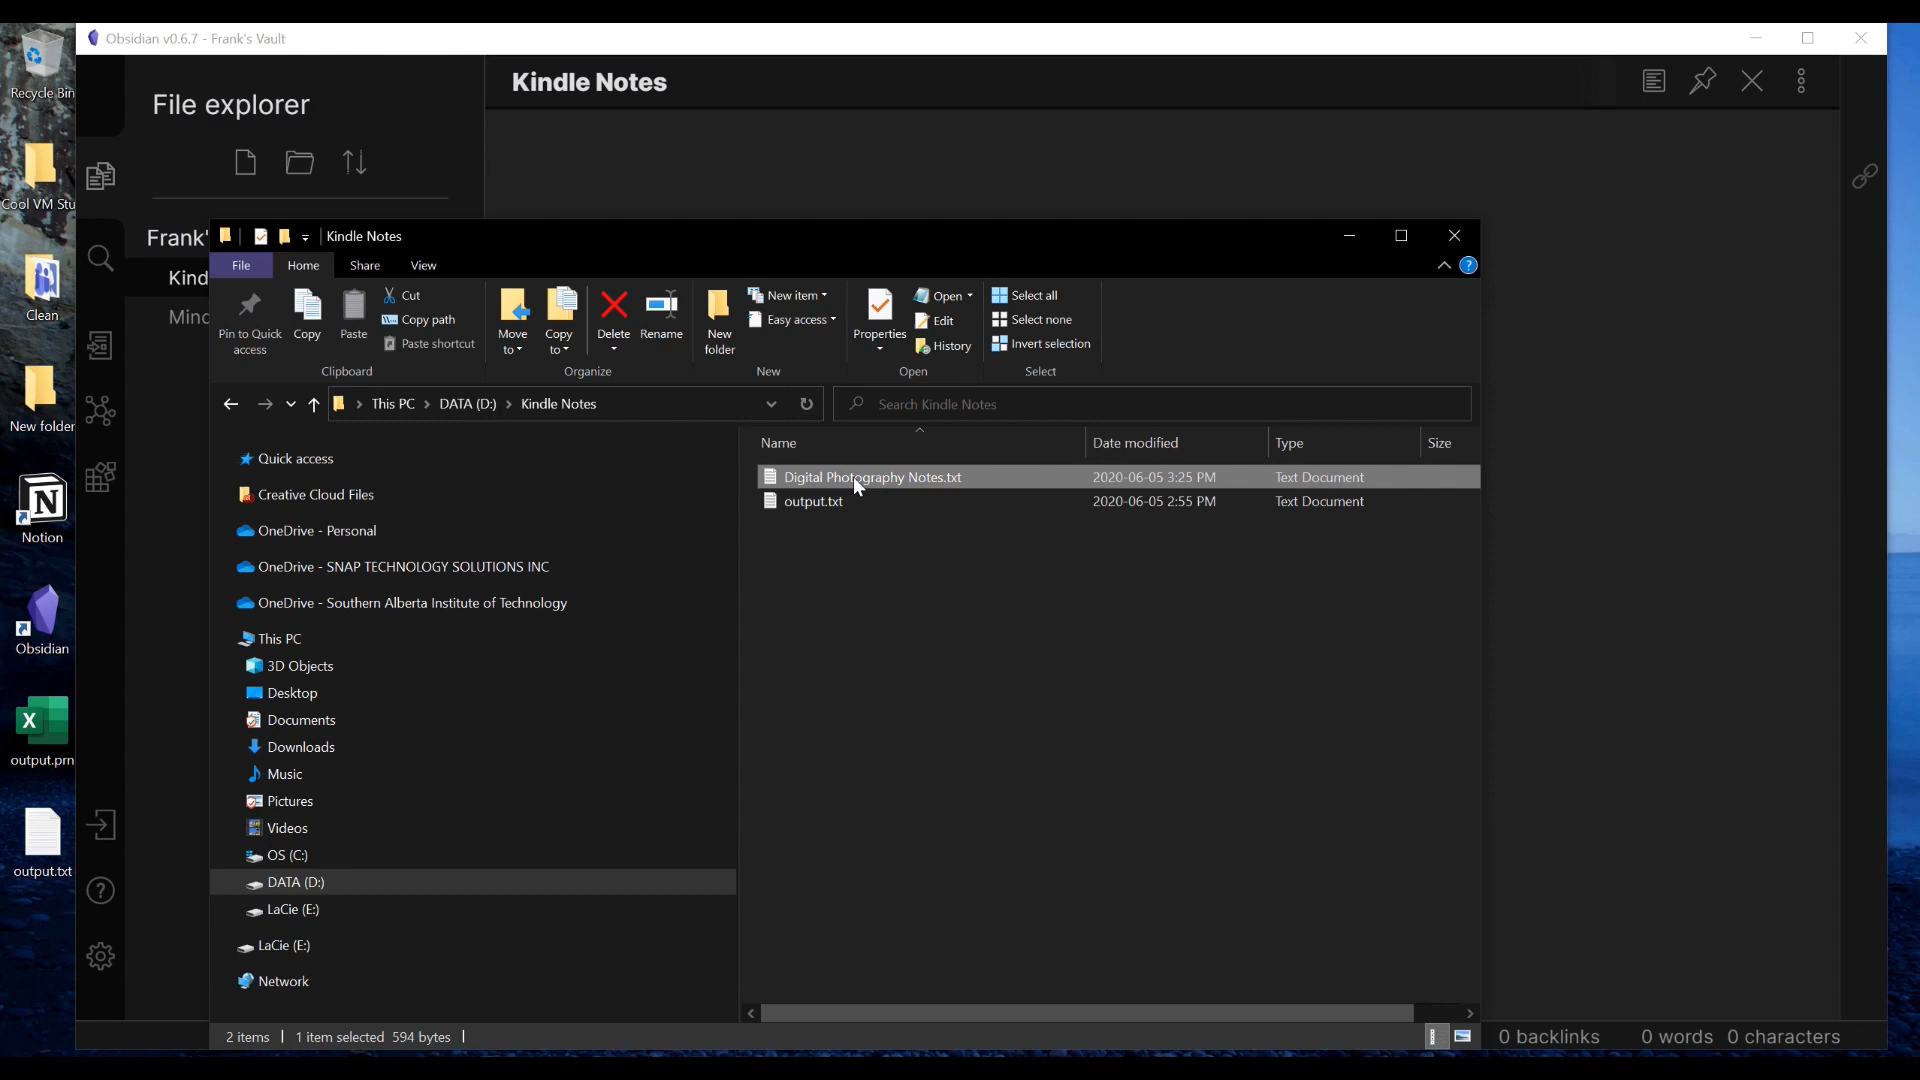 Obsidian v0.6.7 - Frank's Vault
Recycle Bin
Cool VM Stu
Clean
New folder
Notion
Obsidian
output.prn
output.txt
File explorer
Kindle Notes
Frank'
Kind
Mind
Kindle Notes
File
Home
Share
View
Pin to Quick
access
Copy
Paste
Cut
Copy path
Paste shortcut
Clipboard
Move
to
Copy
to
Delete
Rename
Organize
New
folder
New item
Easy access
New
Properties
Open
Edit
History
Open
Select all
Select none
Invert selection
Select
This PC > DATA (D:) > Kindle Notes
Search Kindle Notes
Quick access
Creative Cloud Files
OneDrive - Personal
OneDrive - SNAP TECHNOLOGY SOLUTIONS INC
OneDrive - Southern Alberta Institute of Technology
This PC
3D Objects
Desktop
Documents
Downloads
Music
Pictures
Videos
OS (C:)
DATA (D:)
LaCie (E:)
LaCie (E:)
Network
Name Date modified Type Size
Digital Photography Notes.txt 2020-06-05 3:25 PM Text Document
output.txt 2020-06-05 2:55 PM Text Document
2 items 1 item selected 594 bytes
0 backlinks 0 words 0 characters